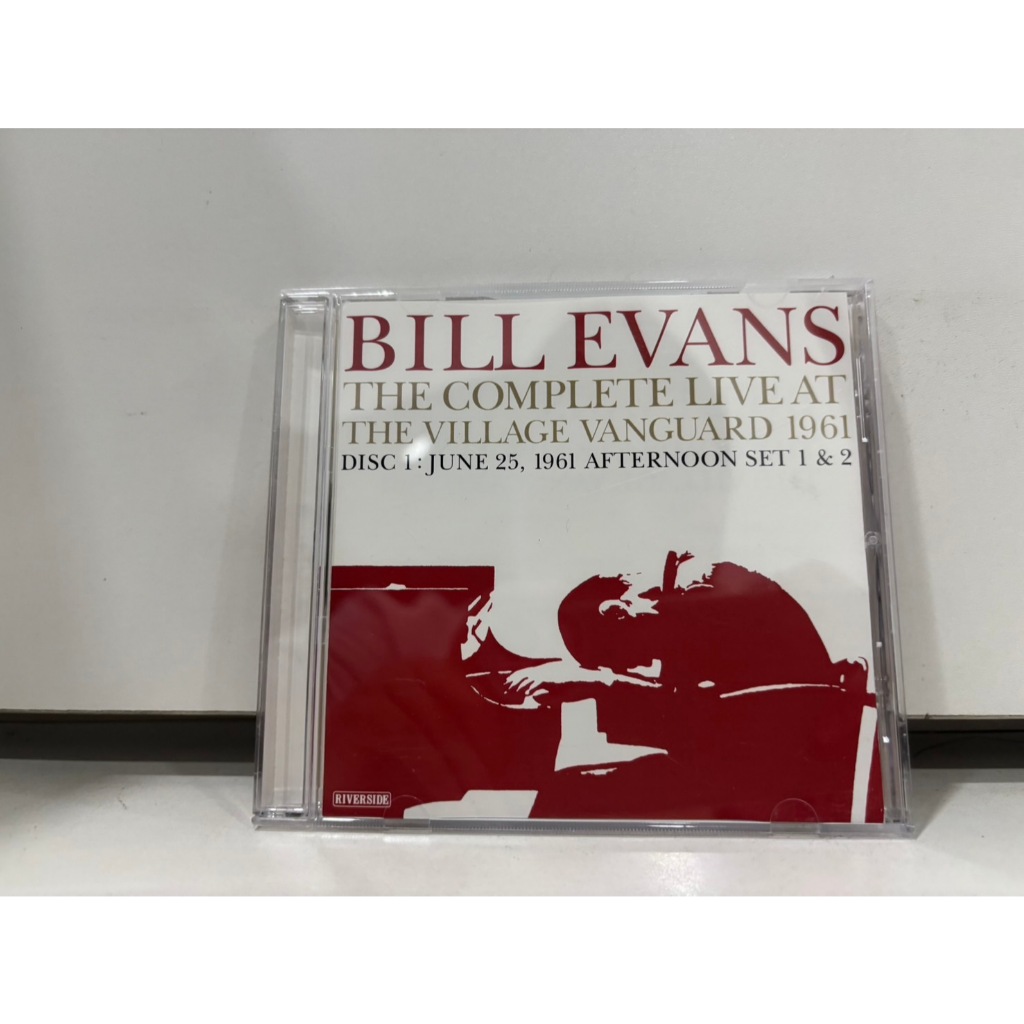 BILL EVANS
THE COMPLETE LIVE AT
THE VILLAGE VANGUARD 1961
DISC 1 : JUNE 25, 1961 AFTERNOON SET 1 & 2
RIVERSIDE